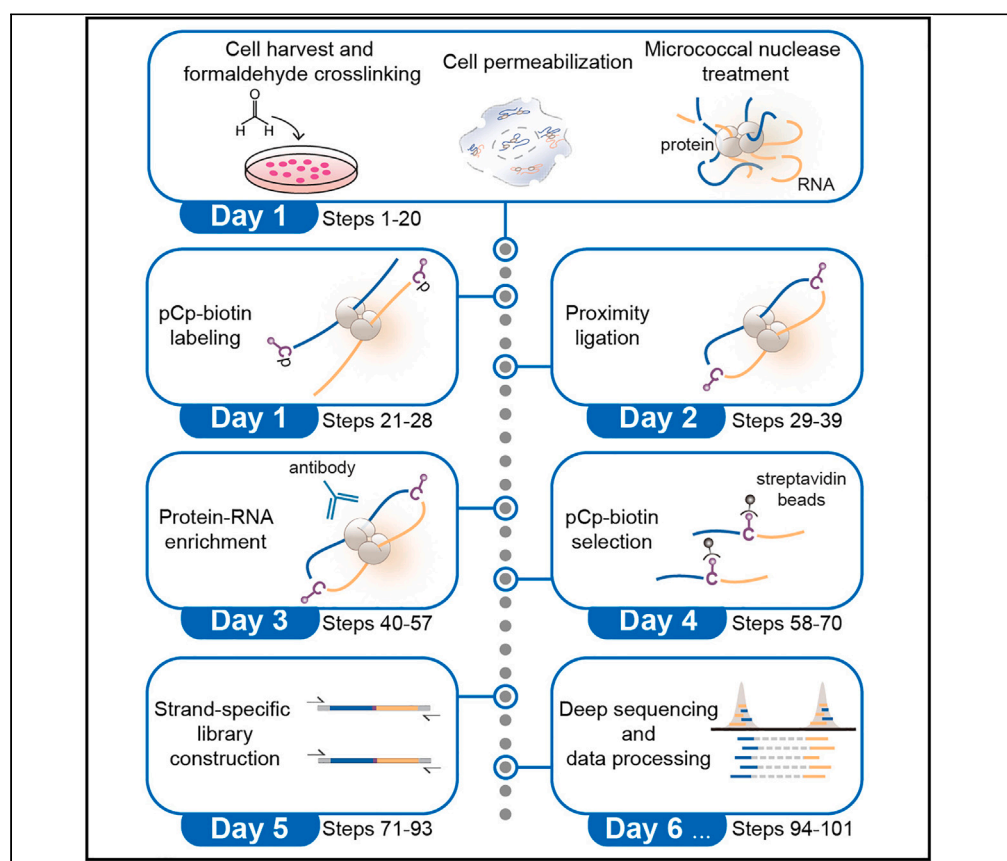 Cell harvest and
formaldehyde crosslinking
O
H H
Cell permeabilization
Micrococcal nuclease
treatment
protein
RNA
Day 1 Steps 1-20
pCp-biotin
labeling
C
p
C
p
Day 1 Steps 21-28
Proximity
ligation
C
C
Day 2 Steps 29-39
Protein-RNA
enrichment
antibody
C
C
Day 3 Steps 40-57
pCp-biotin
selection
streptavidin
beads
C
C
Day 4 Steps 58-70
Strand-specific
library
construction
Day 5 Steps 71-93
Deep sequencing
and
data processing
Day 6 ... Steps 94-101